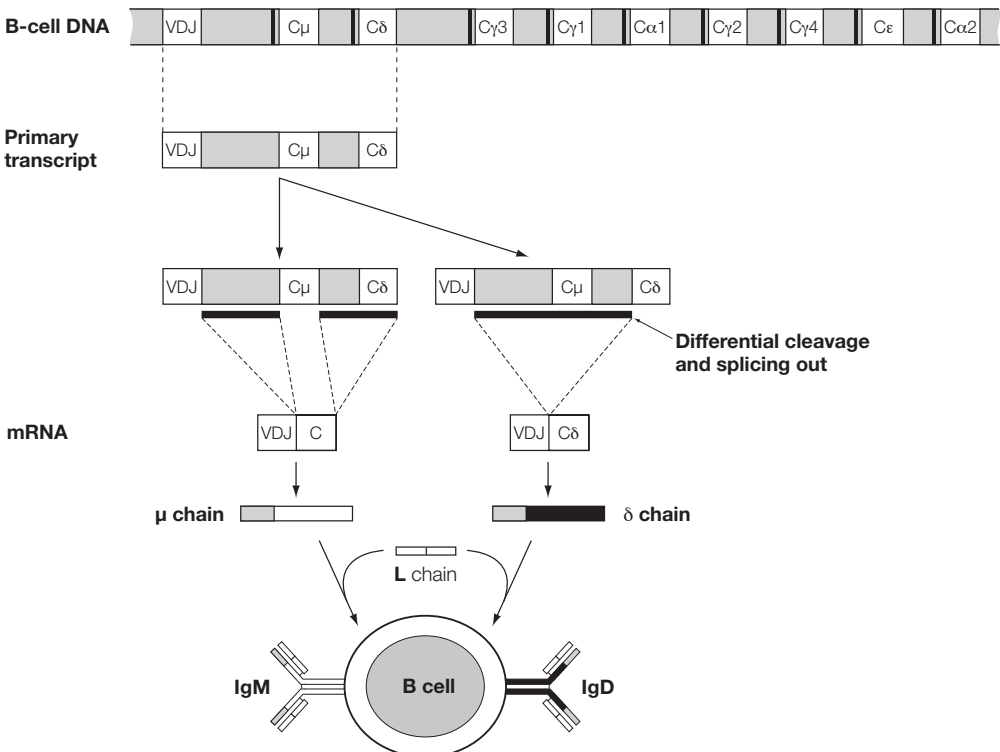 B-cell DNA VDJ Cμ Cδ Cγ3 Cγ1 Cα1 Cγ2 Cγ4 Cε Cα2
Primary
transcript
VDJ Cμ Cδ
VDJ Cμ Cδ VDJ Cμ Cδ
Differential cleavage
and splicing out
mRNA VDJ C VDJ Cδ
μ chain δ chain
L chain
IgM B cell IgD